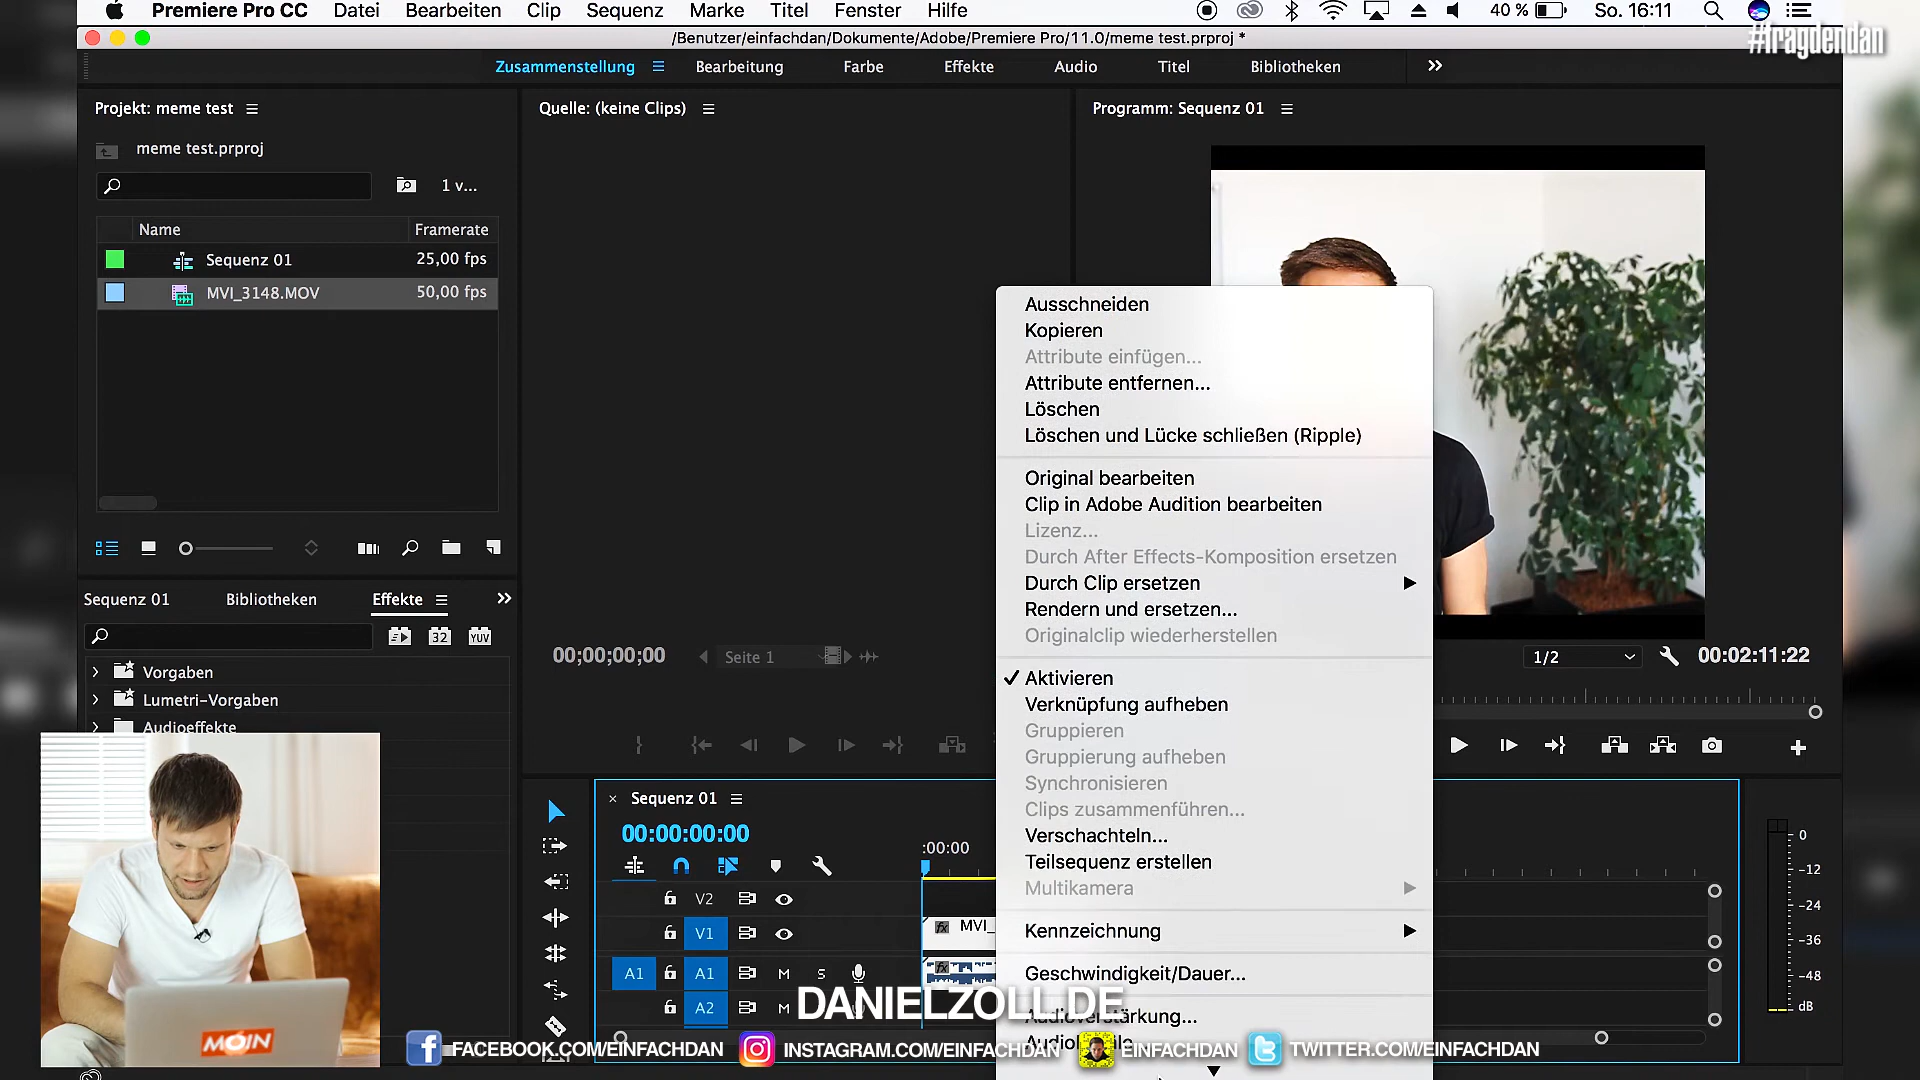 Premiere Pro CC Datei Bearbeiten Clip Sequenz Marke Titel Fenster Hilfe 40 % So. 16:11
/Benutzer/einfachdan/Dokumente/Adobe/Premiere Pro/11.0/meme test.prproj *
#fragdendan
Zusammenstellung Bearbeitung Farbe Effekte Audio Titel Bibliotheken
Projekt: meme test
Quelle: (keine Clips)
Programm: Sequenz 01
meme test.prproj
1 v...
Name Framerate
Sequenz 01 25,00 fps
MVI_3148.MOV 50,00 fps
Ausschneiden
Kopieren
Attribute einfügen...
Attribute entfernen...
Löschen
Löschen und Lücke schließen (Ripple)
Original bearbeiten
Clip in Adobe Audition bearbeiten
Lizenz...
Durch After Effects-Komposition ersetzen
Durch Clip ersetzen
Rendern und ersetzen...
Originalclip wiederherstellen
Aktivieren
Verknüpfung aufheben
Gruppieren
Gruppierung aufheben
Synchronisieren
Clips zusammenführen...
Verschachteln...
Teilsequenz erstellen
Multikamera
Kennzeichnung
Geschwindigkeit/Dauer...
Audioverstärkung...
Sequenz 01 Bibliotheken Effekte
32 YUV
Vorgaben
Lumetri-Vorgaben
Audioeffekte
00;00;00;00 Seite 1
1/2 00:02:11:22
Sequenz 01
00:00:00:00
:00:00
V2
V1 MVI_
A1 A1 M S
A2 M
0
-12
-24
-36
-48
dB
MOIN
DANIELZOLL.DE
FACEBOOK.COM/EINFACHDAN INSTAGRAM.COM/EINFACHDAN EINFACHDAN TWITTER.COM/EINFACHDAN